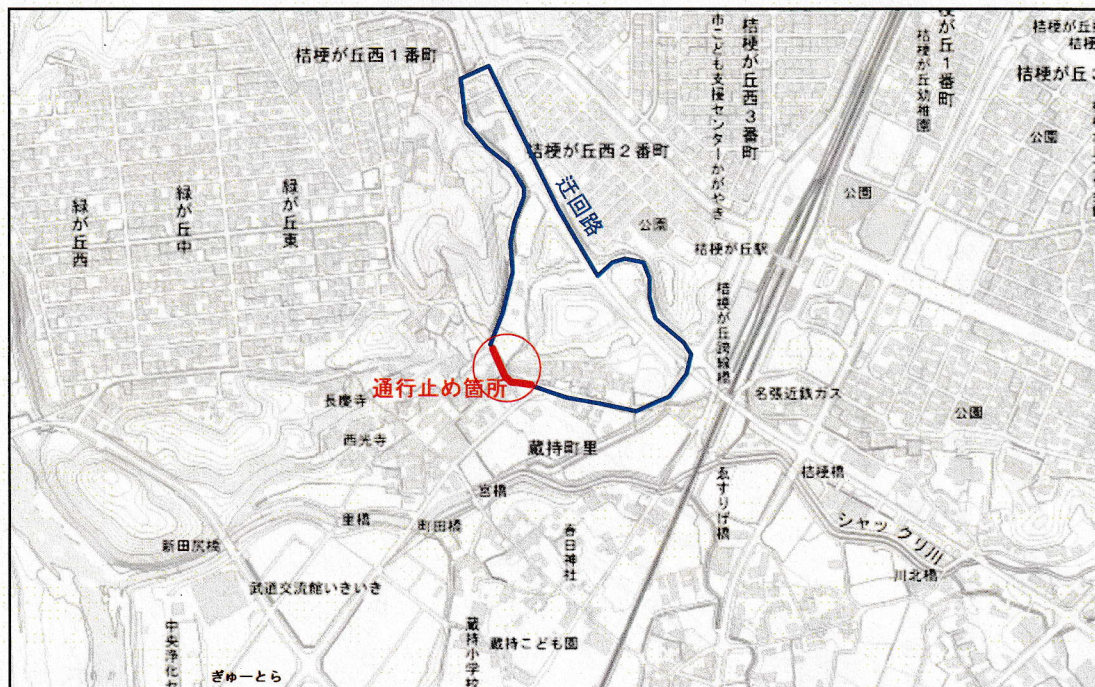 桔梗が丘西1番町
市こども支援センターかがやき
桔梗が丘西3番町
桔梗が丘1番町
桔梗が丘幼稚園
桔梗が丘3
公園
桔梗が丘西2番町
迂回路
緑が丘西
緑が丘中
緑が丘東
公園
公園
桔梗が丘駅
桔梗が丘跨線橋
通行止め箇所
長慶寺
西光寺
名張近鉄ガス
公園
蔵持町里
宮橋
里橋
町田橋
新田尻橋
ゑすりげ橋
桔梗橋
シャックリ川
川北橋
春日神社
武道交流館いきいき
中央浄化セ
蔵持小学校
蔵持こども園
ぎゅーとら